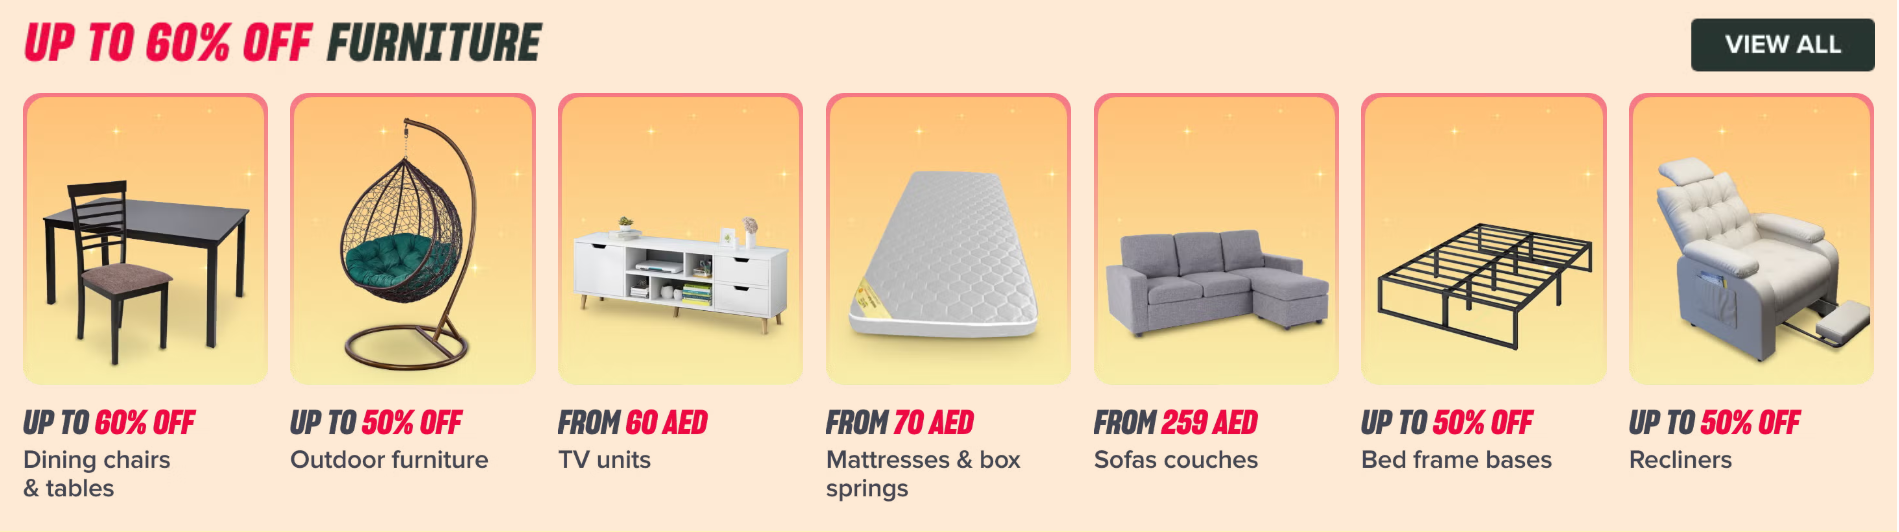 UP TO 60% OFF FURNITURE
VIEW ALL
UP TO 60% OFF
Dining chairs
& tables
UP TO 50% OFF
Outdoor furniture
FROM 60 AED
TV units
FROM 70 AED
Mattresses & box
springs
FROM 259 AED
Sofas couches
UP TO 50% OFF
Bed frame bases
UP TO 50% OFF
Recliners